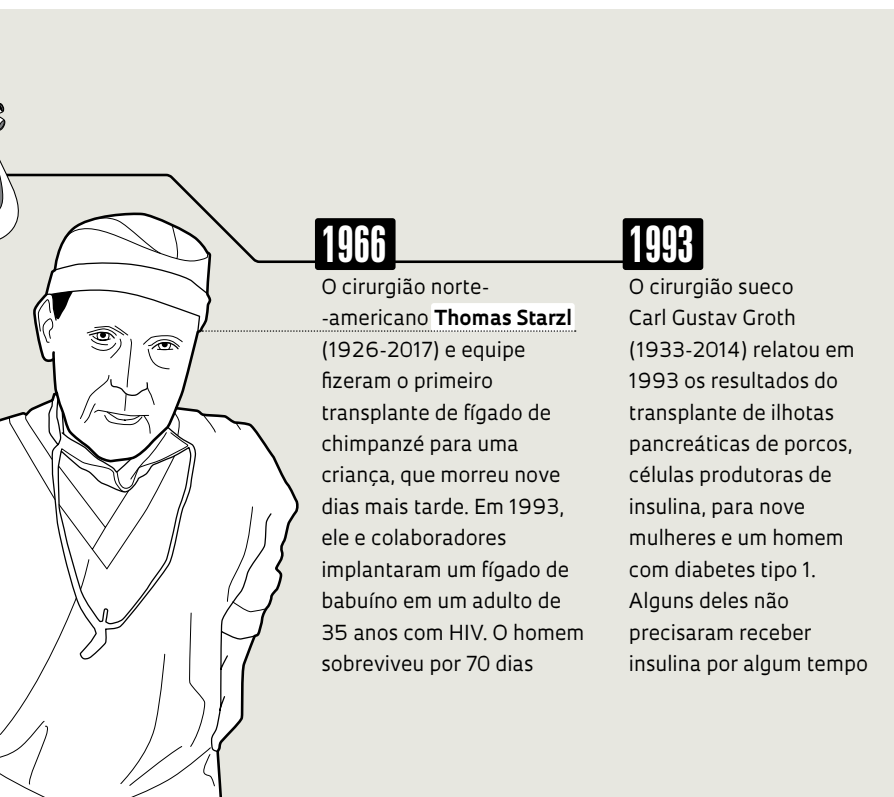 1966
O cirurgião norte-
-americano Thomas Starzl
(1926-2017) e equipe
fizeram o primeiro
transplante de fígado de
chimpanzé para uma
criança, que morreu nove
dias mais tarde. Em 1993,
ele e colaboradores
implantaram um fígado de
babuíno em um adulto de
35 anos com HIV. O homem
sobreviveu por 70 dias
1993
O cirurgião sueco
Carl Gustav Groth
(1933-2014) relatou em
1993 os resultados do
transplante de ilhotas
pancreáticas de porcos,
células produtoras de
insulina, para nove
mulheres e um homem
com diabetes tipo 1.
Alguns deles não
precisaram receber
insulina por algum tempo